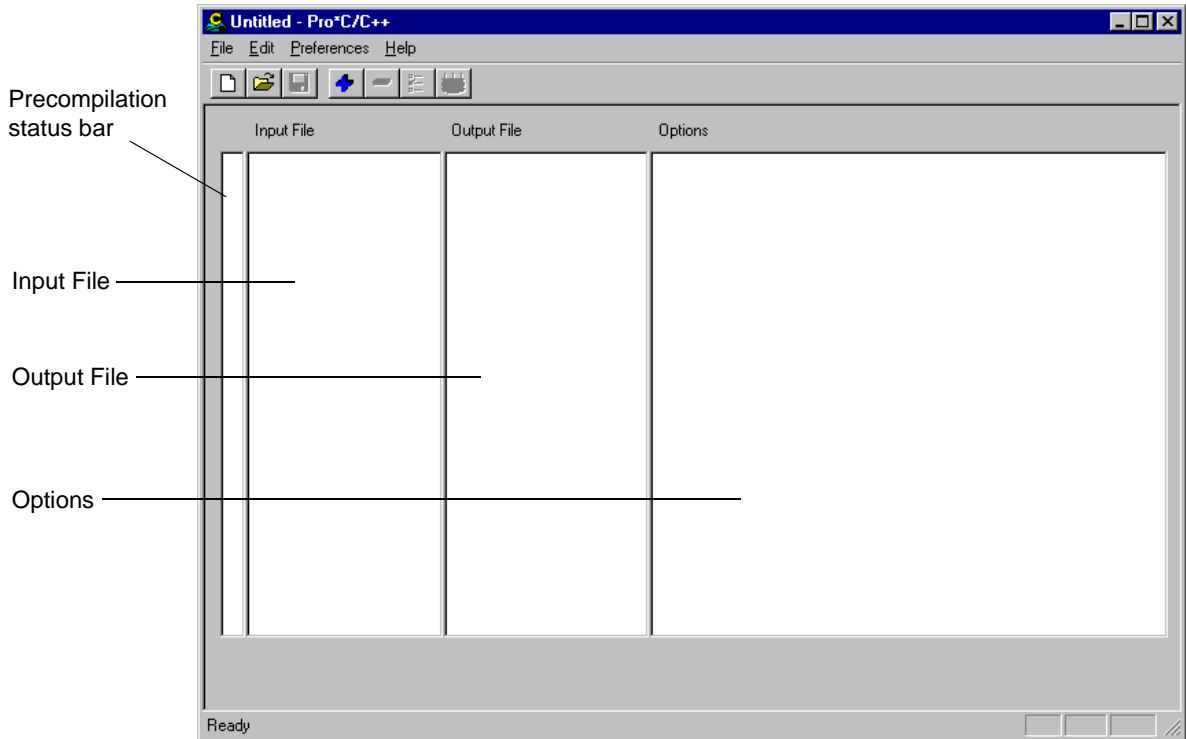 Untitled - Pro*C/C++
File Edit Preferences Help
Precompilation
status bar
Input File Output File Options
Input File
Output File
Options
Ready